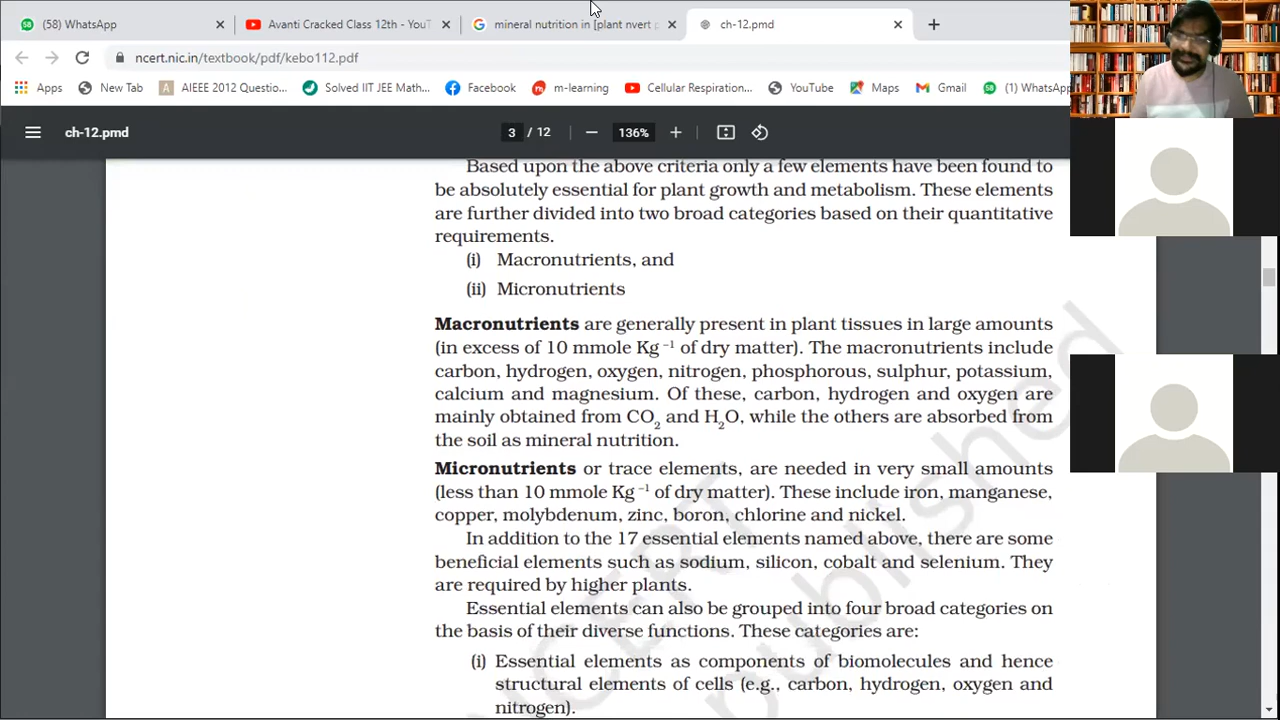 (58) WhatsApp
Avanti Cracked Class 12th - YouT
mineral nutrition in [plant nvert p
ch-12.pmd
ncert.nic.in/textbook/pdf/kebo112.pdf
Apps
New Tab
AIEEE 2012 Questio...
Solved IIT JEE Math...
Facebook
m-learning
Cellular Respiration...
YouTube
Maps
Gmail
(1) WhatsApp
ch-12.pmd
3 / 12
136%
Based upon the above criteria only a few elements have been found to
be absolutely essential for plant growth and metabolism. These elements
are further divided into two broad categories based on their quantitative
requirements.
(i) Macronutrients, and
(ii) Micronutrients
Macronutrients are generally present in plant tissues in large amounts
(in excess of 10 mmole Kg⁻¹ of dry matter). The macronutrients include
carbon, hydrogen, oxygen, nitrogen, phosphorous, sulphur, potassium,
calcium and magnesium. Of these, carbon, hydrogen and oxygen are
mainly obtained from CO₂ and H₂O, while the others are absorbed from
the soil as mineral nutrition.
Micronutrients or trace elements, are needed in very small amounts
(less than 10 mmole Kg⁻¹ of dry matter). These include iron, manganese,
copper, molybdenum, zinc, boron, chlorine and nickel.
In addition to the 17 essential elements named above, there are some
beneficial elements such as sodium, silicon, cobalt and selenium. They
are required by higher plants.
Essential elements can also be grouped into four broad categories on
the basis of their diverse functions. These categories are:
(i) Essential elements as components of biomolecules and hence
structural elements of cells (e.g., carbon, hydrogen, oxygen and
nitrogen).
NCERT
published